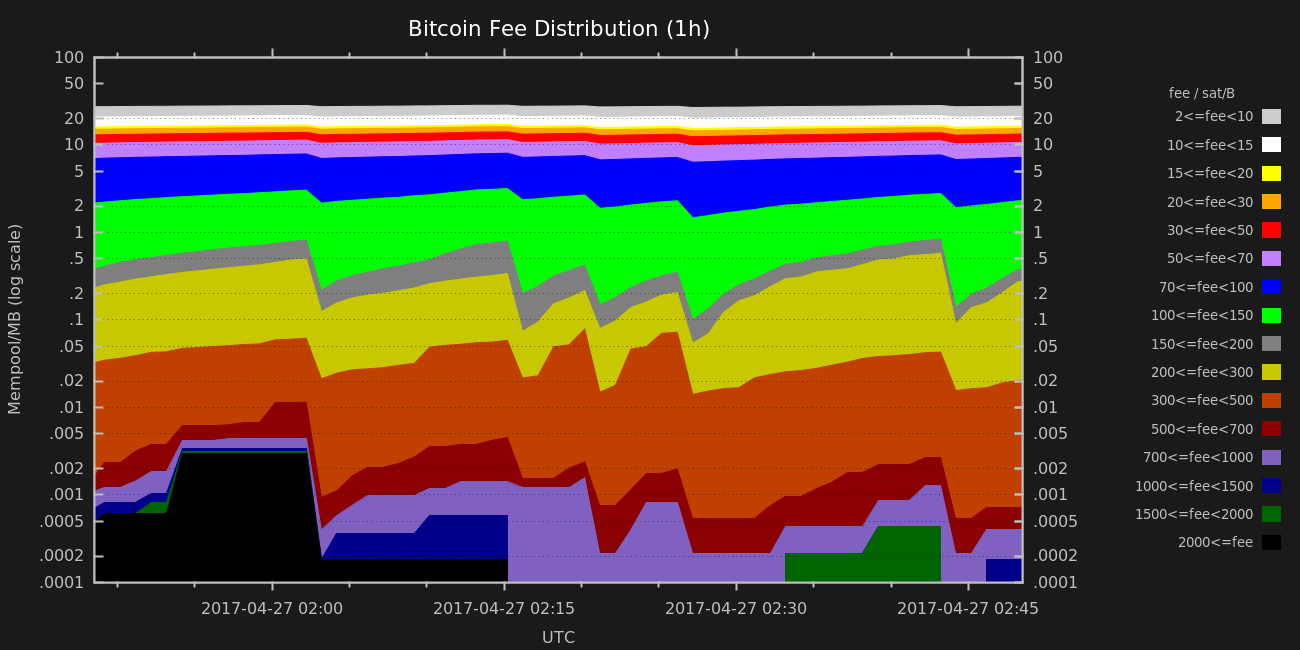 Bitcoin Fee Distribution (1h)
100
50
20
10
5
2
1
.5
.2
.1
.05
.02
.01
.005
.002
.001
.0005
.0002
.0001
Mempool/MB (log scale)
100
50
20
10
5
2
1
.5
.2
.1
.05
.02
.01
.005
.002
.001
.0005
.0002
.0001
2017-04-27 02:00 2017-04-27 02:15 2017-04-27 02:30 2017-04-27 02:45
UTC
fee / sat/B
2<=fee<10
10<=fee<15
15<=fee<20
20<=fee<30
30<=fee<50
50<=fee<70
70<=fee<100
100<=fee<150
150<=fee<200
200<=fee<300
300<=fee<500
500<=fee<700
700<=fee<1000
1000<=fee<1500
1500<=fee<2000
2000<=fee